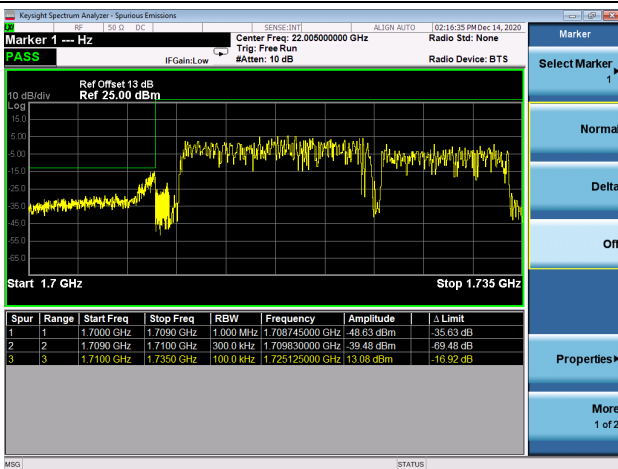 Keysight Spectrum Analyzer - Spurious Emissions
RF 50 Ω DC SENSE:INT ALIGN AUTO 02:16:35 PM Dec 14, 2020
Marker 1 --- Hz Center Freq: 22.005000000 GHz Radio Std: None Marker
Trig: Free Run
PASS IFGain:Low #Atten: 10 dB Radio Device: BTS
Select Marker
1
Ref Offset 13 dB
10 dB/div Ref 25.00 dBm
Log
15.0
5.00
-5.00
-15.0
-25.0
-35.0
-45.0
-55.0
-65.0
Start 1.7 GHz Stop 1.735 GHz
Normal
Delta
Off
Spur Range Start Freq Stop Freq RBW Frequency Amplitude Δ Limit
1 1 1.7000 GHz 1.7090 GHz 1.000 MHz 1.708745000 GHz -48.63 dBm -35.63 dB
2 2 1.7090 GHz 1.7100 GHz 300.0 kHz 1.709830000 GHz -39.48 dBm -69.48 dB
3 3 1.7100 GHz 1.7350 GHz 100.0 kHz 1.725125000 GHz 13.08 dBm -16.92 dB
Properties
More
1 of 2
MSG STATUS